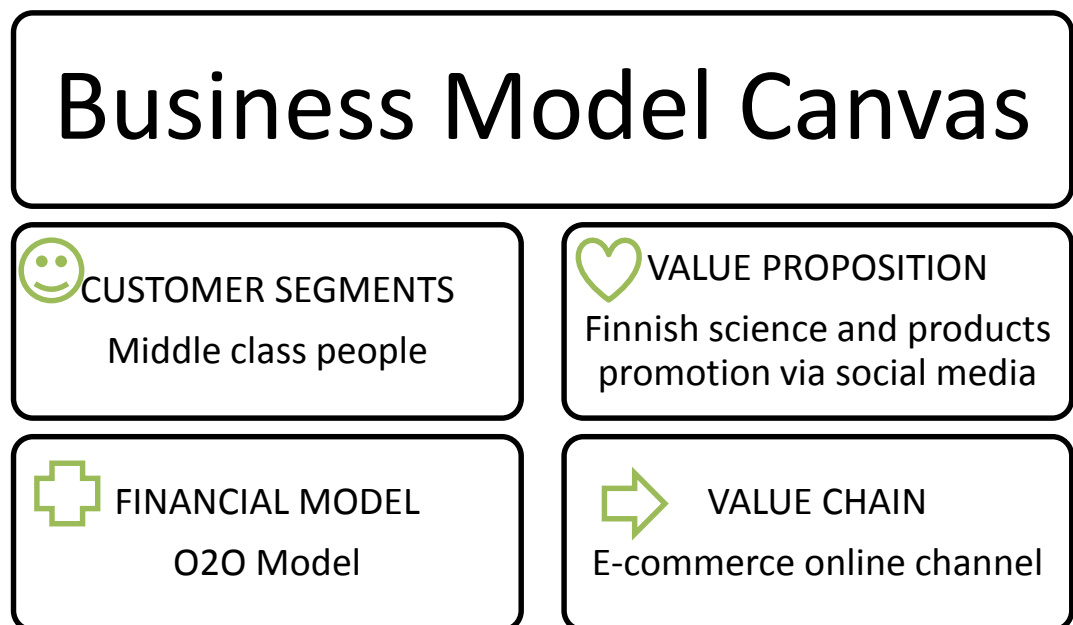 Business Model Canvas
CUSTOMER SEGMENTS
Middle class people
VALUE PROPOSITION
Finnish science and products
promotion via social media
FINANCIAL MODEL
O2O Model
VALUE CHAIN
E-commerce online channel